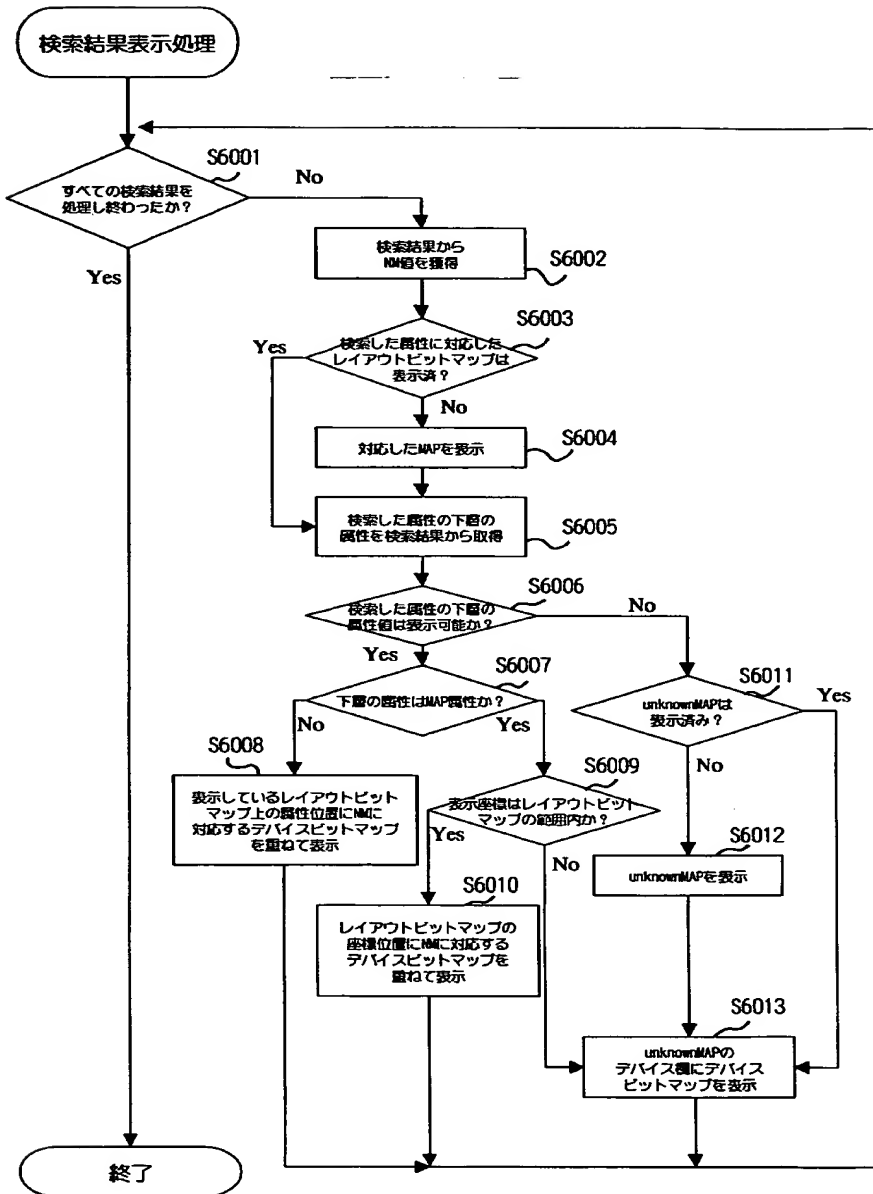 検索結果表示処理
S6001
すべての検索結果を
処理し終わったか?
No
Yes
検索結果から
NM値を獲得
S6002
S6003
検索した属性に対応した
レイアウトビットマップは
表示済?
Yes
No
対応したMAPを表示
S6004
検索した属性の下層の
属性を検索結果から取得
S6005
S6006
検索した属性の下層の
属性値は表示可能か?
No
Yes
S6007
下層の属性はMAP属性か?
No
Yes
S6011
unknownMAPは
表示済み?
Yes
No
S6008
表示しているレイアウトビット
マップ上の属性位置にNMに
対応するデバイスビットマップ
を重ねて表示
S6009
表示座標はレイアウトビット
マップの範囲内か?
Yes
No
S6012
unknownMAPを表示
S6010
レイアウトビットマップの
座標位置にNMに対応する
デバイスビットマップを
重ねて表示
S6013
unknownMAPの
デバイス欄にデバイス
ビットマップを表示
終了